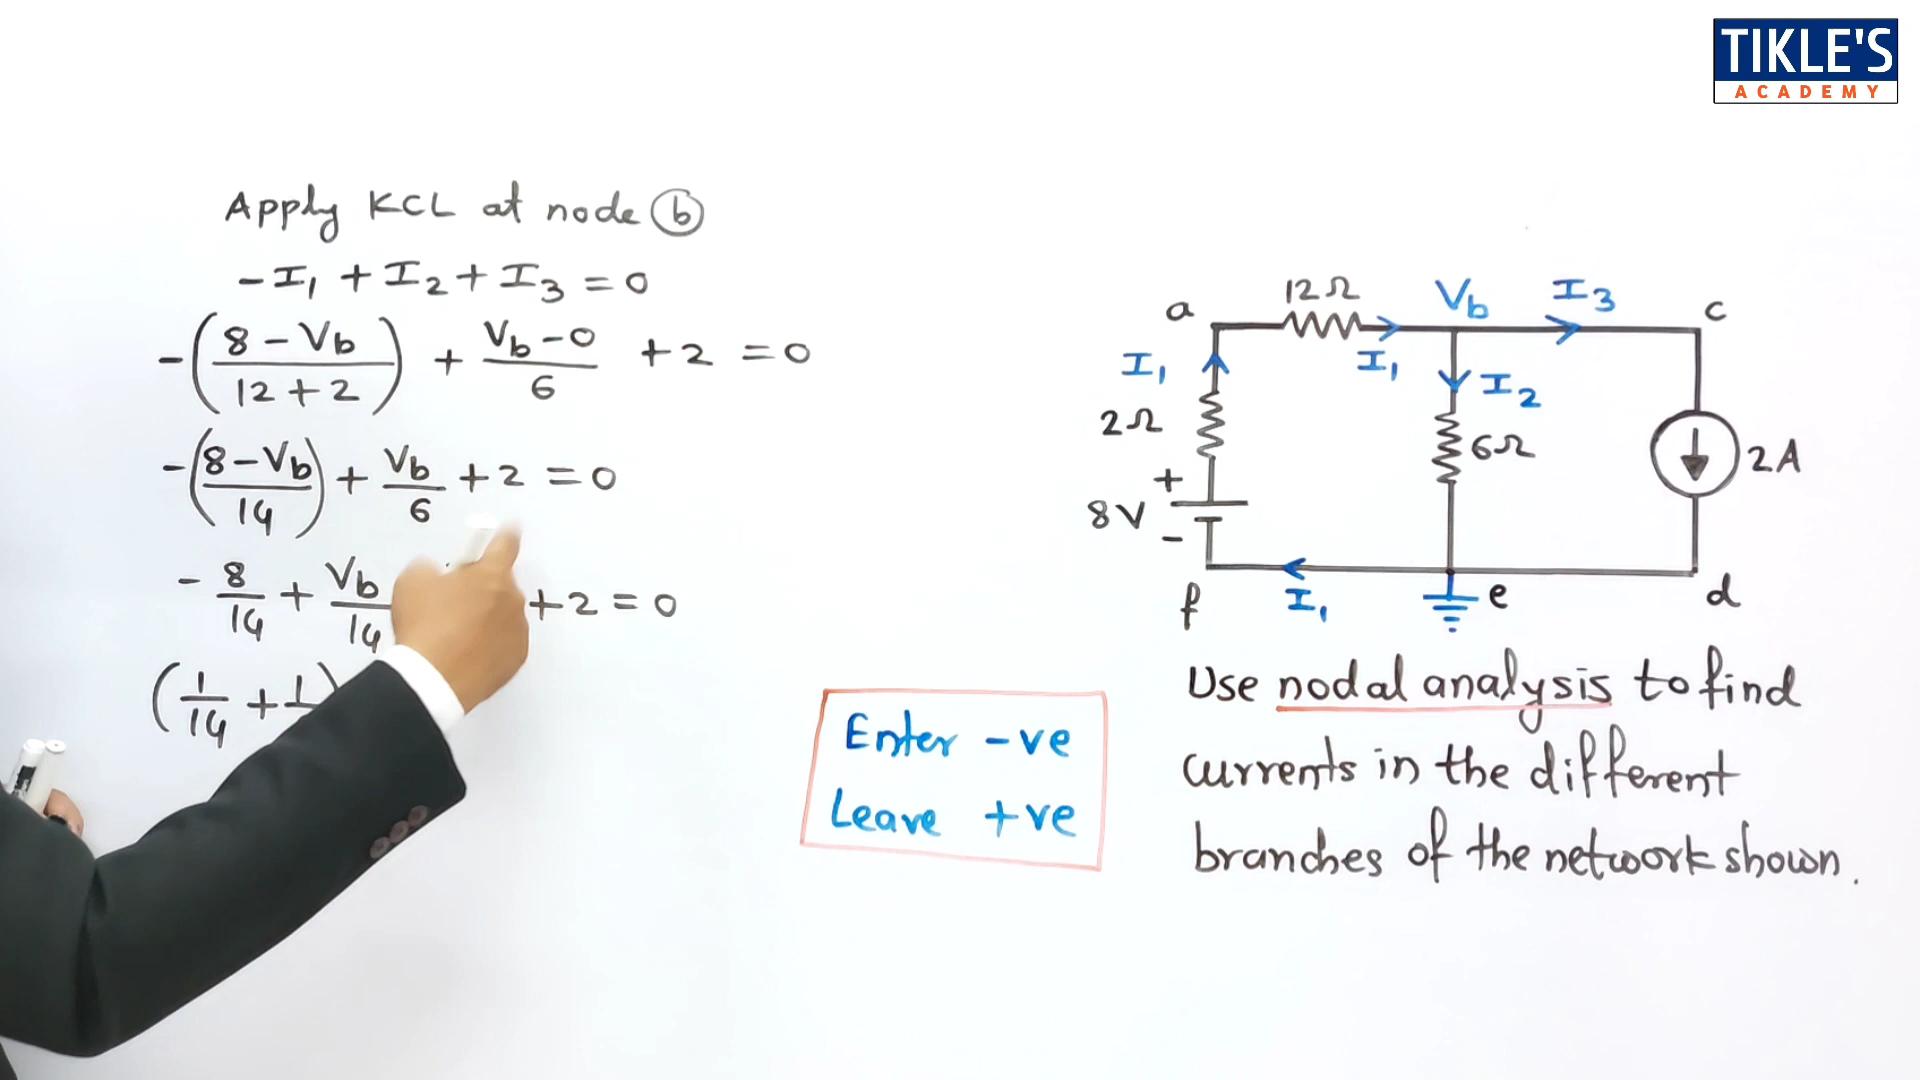 TIKLE'S
ACADEMY
Apply KCL at node b
-I₁ + I₂ + I₃ = 0
-((8 - Vb)/(12 + 2)) + (Vb - 0)/6 + 2 = 0
-((8 - Vb)/14) + Vb/6 + 2 = 0
- 8/14 + Vb/14 +2 = 0
(1/14 + 1
Enter -ve
Leave +ve
a
12Ω
Vb
I₃
c
I₁
I₁
I₂
2Ω
6Ω
2A
+
8V
-
f
I₁
e
d
Use nodal analysis to find
currents in the different
branches of the network shown.